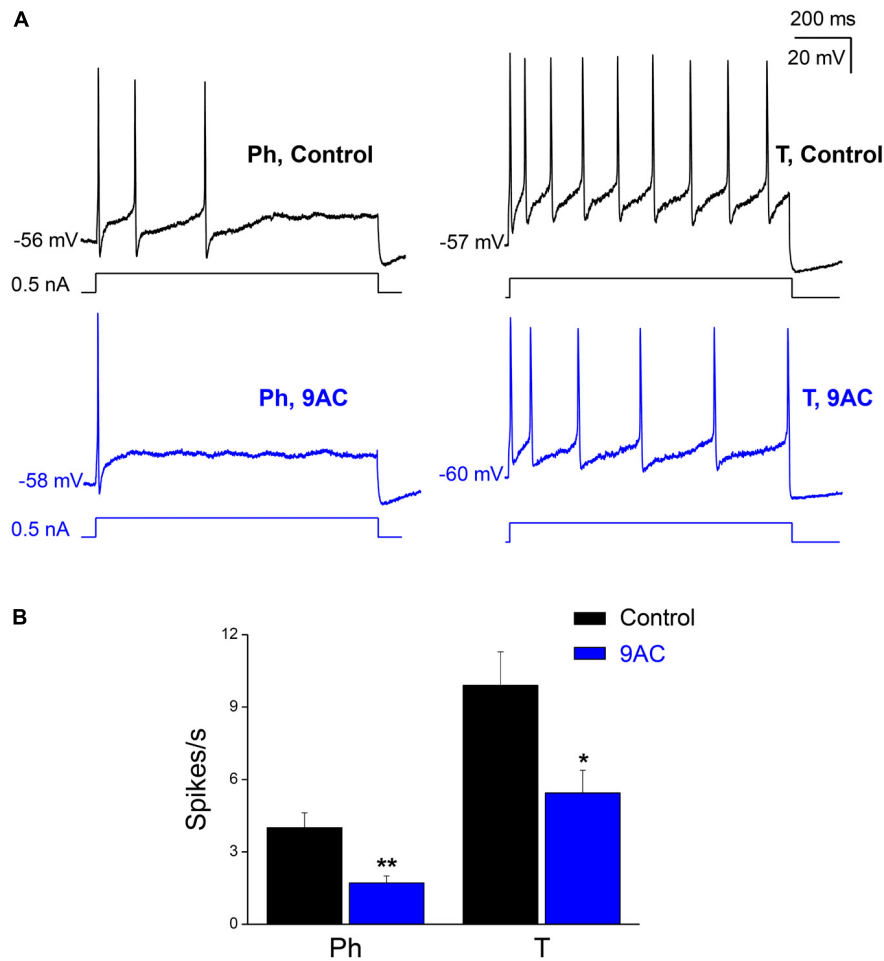 A
200 ms
20 mV
Ph, Control
T, Control
-56 mV
-57 mV
0.5 nA
Ph, 9AC
T, 9AC
-58 mV
-60 mV
0.5 nA
B
Control
9AC
12
9
6
3
0
Spikes/s
**
*
Ph
T